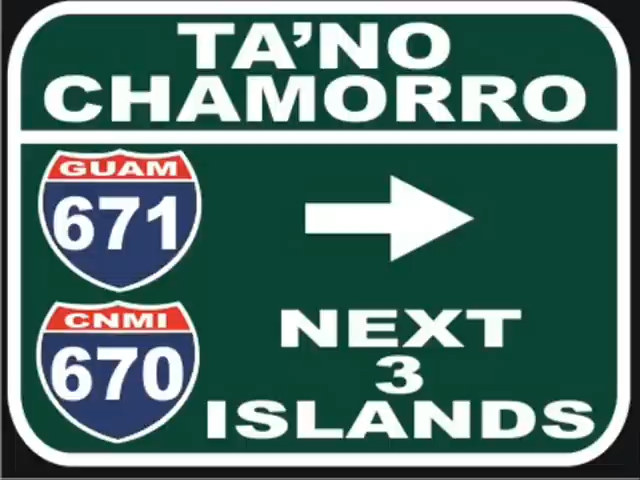 TA'NO
CHAMORRO
GUAM
671
CNMI
670
NEXT
3
ISLANDS